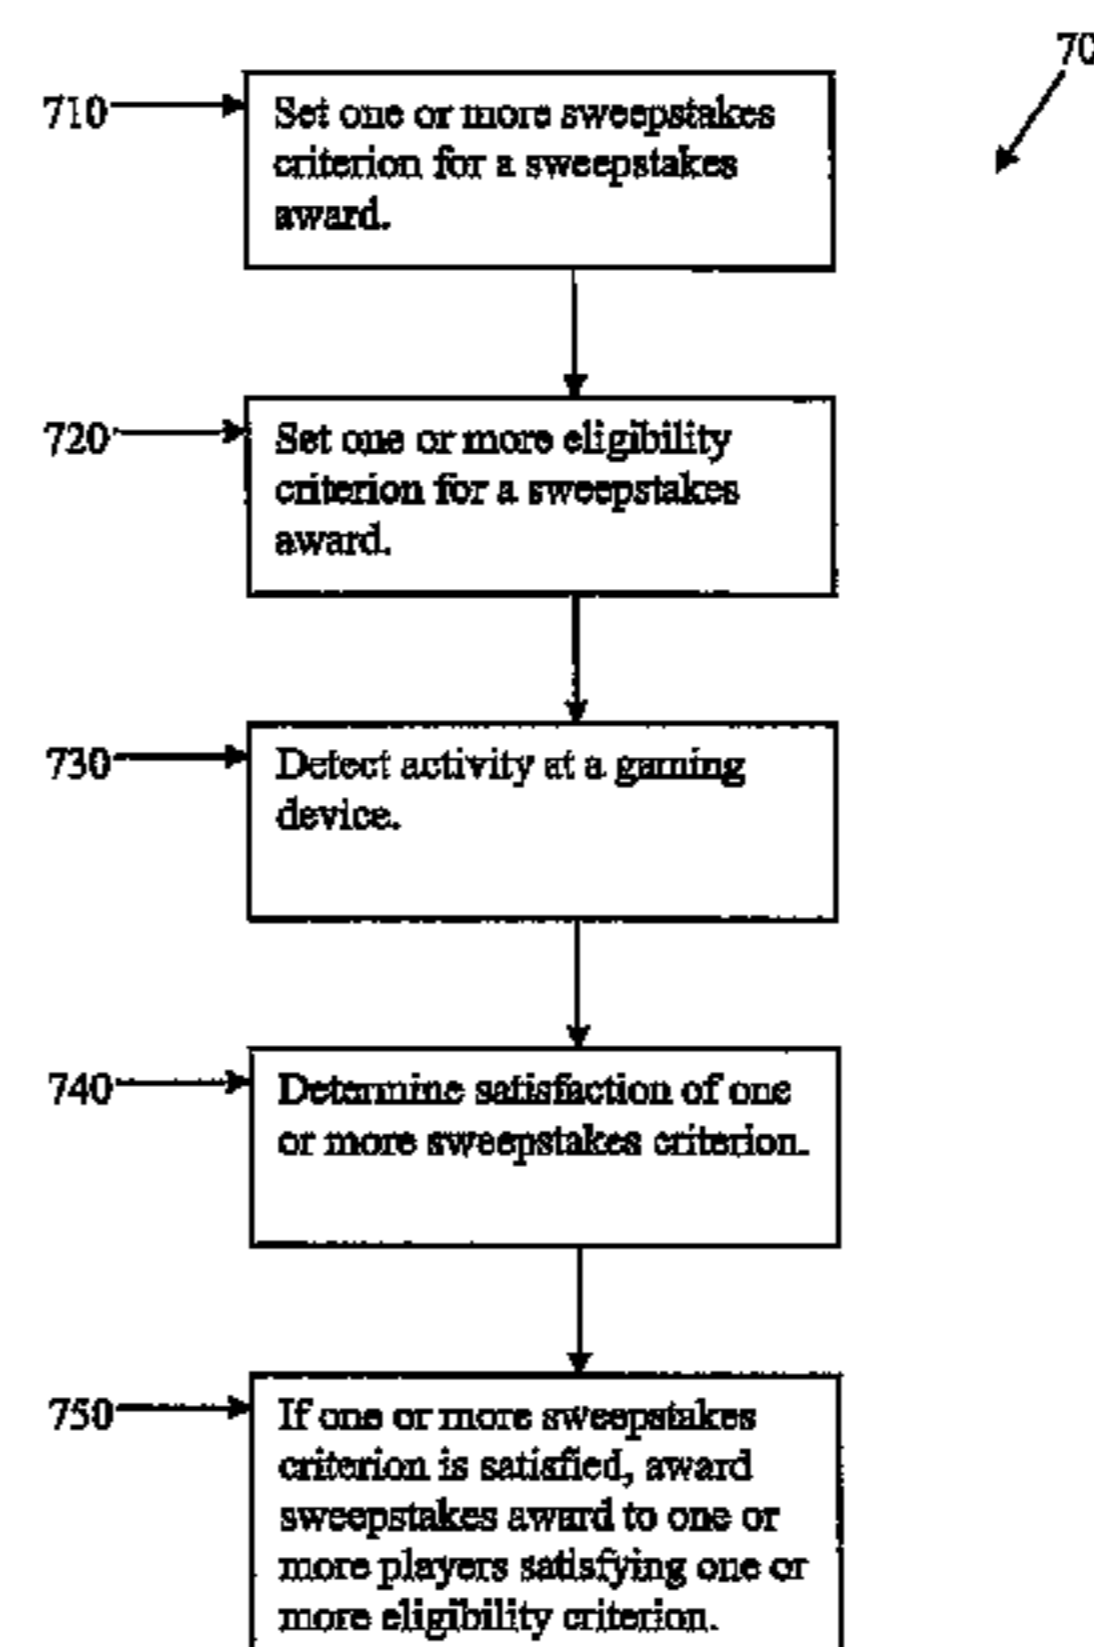 70
710
Set one or more sweepstakes
criterion for a sweepstakes
award.
720
Set one or more eligibility
criterion for a sweepstakes
award.
730
Detect activity at a gaming
device.
740
Determine satisfaction of one
or more sweepstakes criterion.
750
If one or more sweepstakes
criterion is satisfied, award
sweepstakes award to one or
more players satisfying one or
more eligibility criterion.